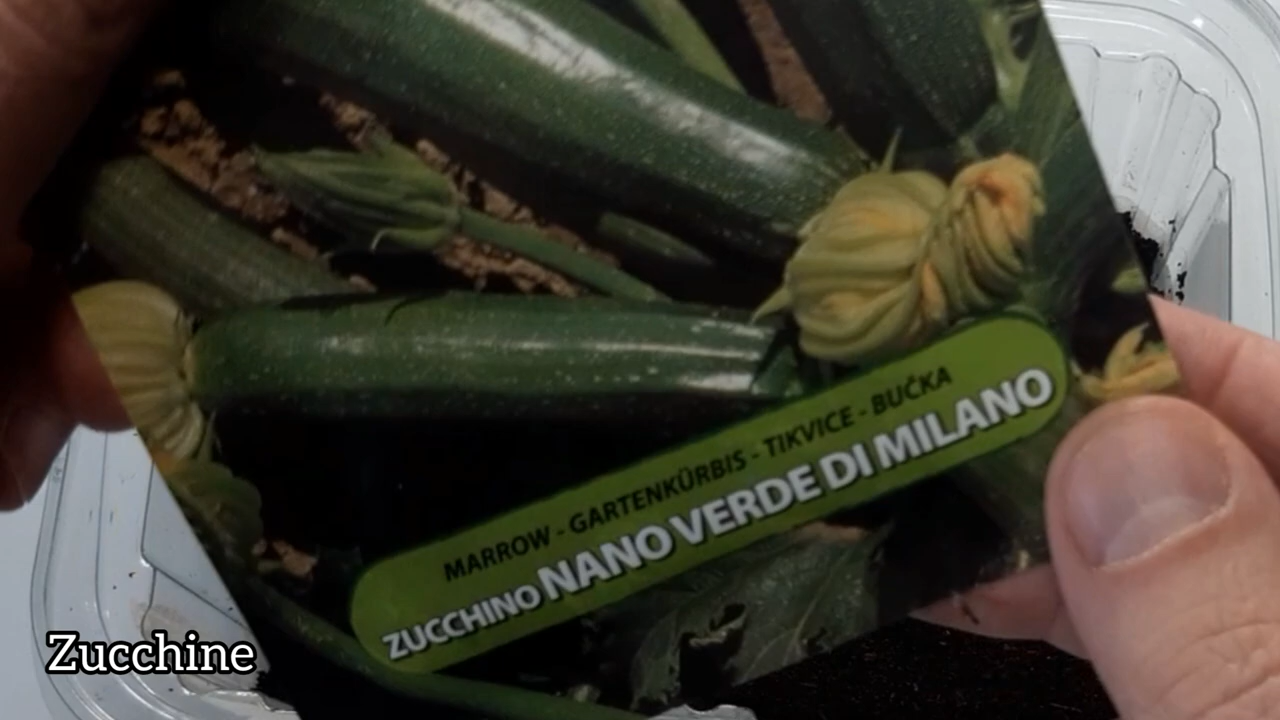 MARROW - GARTENKÜRBIS - TIKVICE - BUČKA
ZUCCHINO NANO VERDE DI MILANO
Zucchine